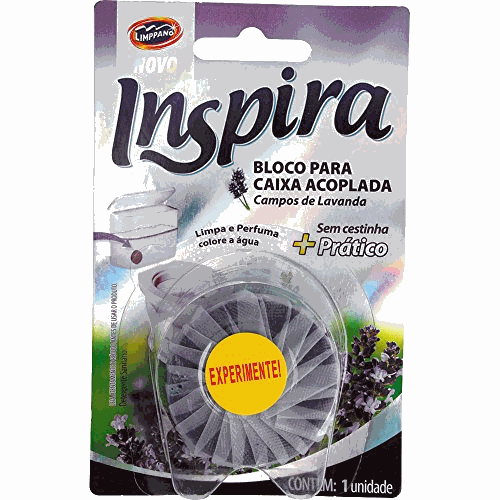 LIMPPANO
NOVO
Inspira
BLOCO PARA
CAIXA ACOPLADA
Campos de Lavanda
Limpa e Perfuma
colore a água
Sem cestinha
+ Prático
EXPERIMENTE!
CONTÉM: 1 unidade